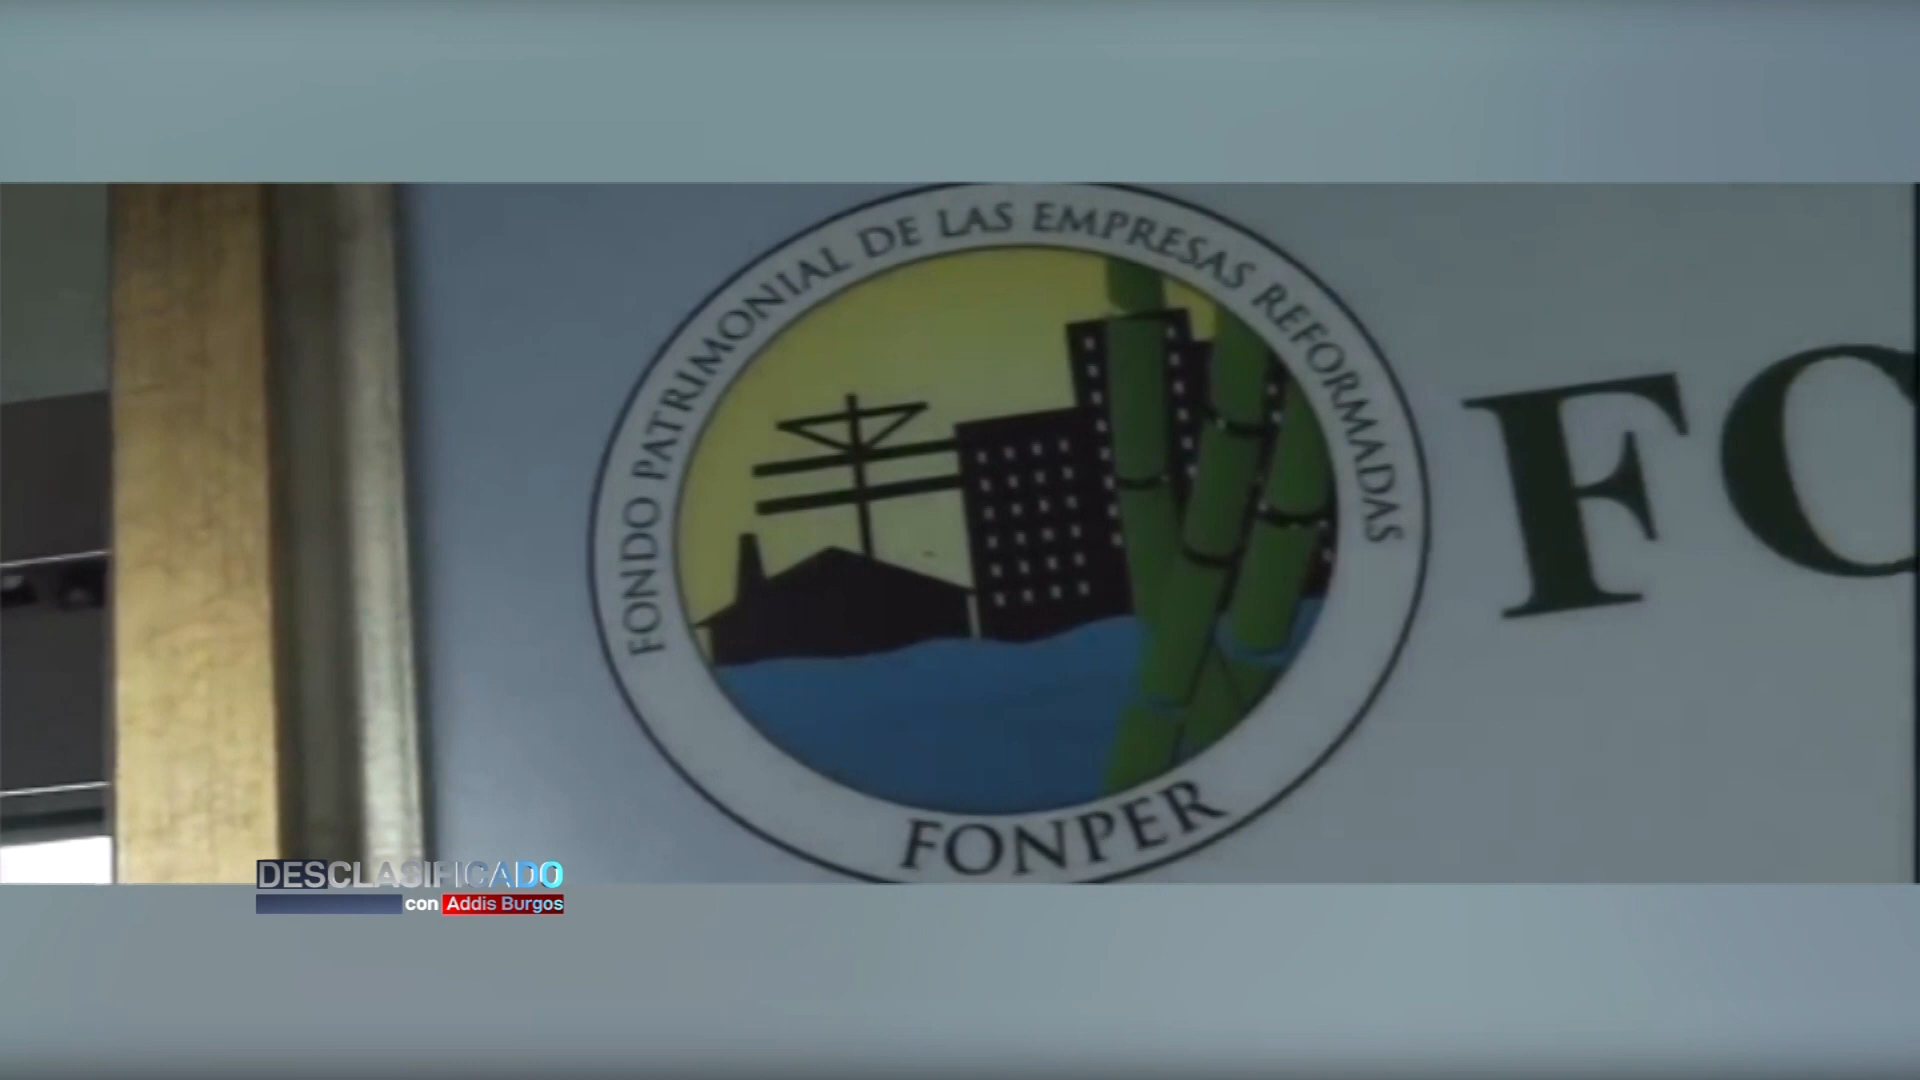 FONDO PATRIMONIAL DE LAS EMPRESAS REFORMADAS
FONPER
FO
DESCLASIFICADO
con Addis Burgos